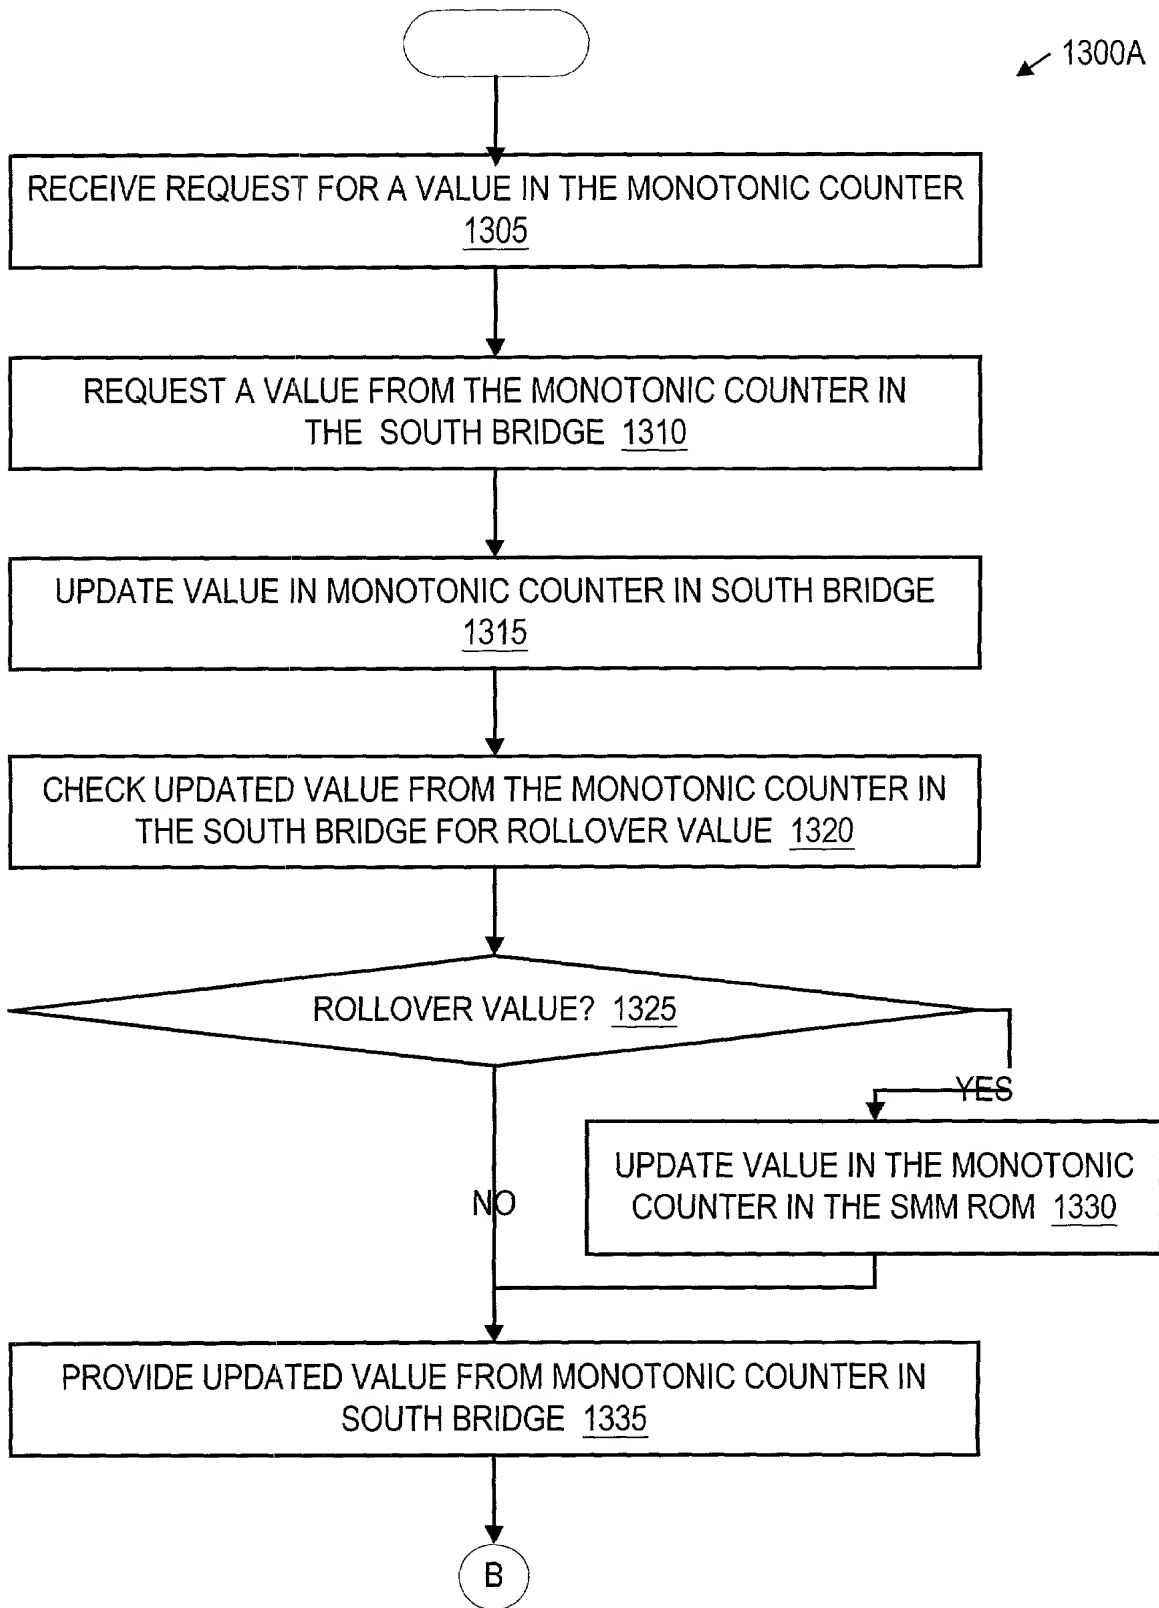 1300A
RECEIVE REQUEST FOR A VALUE IN THE MONOTONIC COUNTER
1305
REQUEST A VALUE FROM THE MONOTONIC COUNTER IN
THE SOUTH BRIDGE 1310
UPDATE VALUE IN MONOTONIC COUNTER IN SOUTH BRIDGE
1315
CHECK UPDATED VALUE FROM THE MONOTONIC COUNTER IN
THE SOUTH BRIDGE FOR ROLLOVER VALUE 1320
ROLLOVER VALUE? 1325
YES
UPDATE VALUE IN THE MONOTONIC
COUNTER IN THE SMM ROM 1330
NO
PROVIDE UPDATED VALUE FROM MONOTONIC COUNTER IN
SOUTH BRIDGE 1335
B